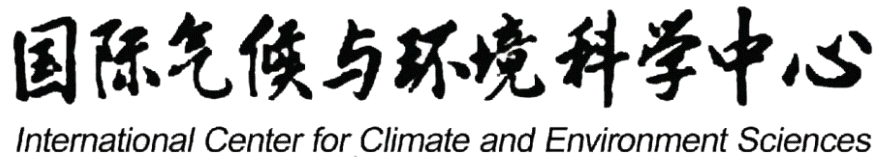 国际气候与环境科学中心
International Center for Climate and Environment Sciences